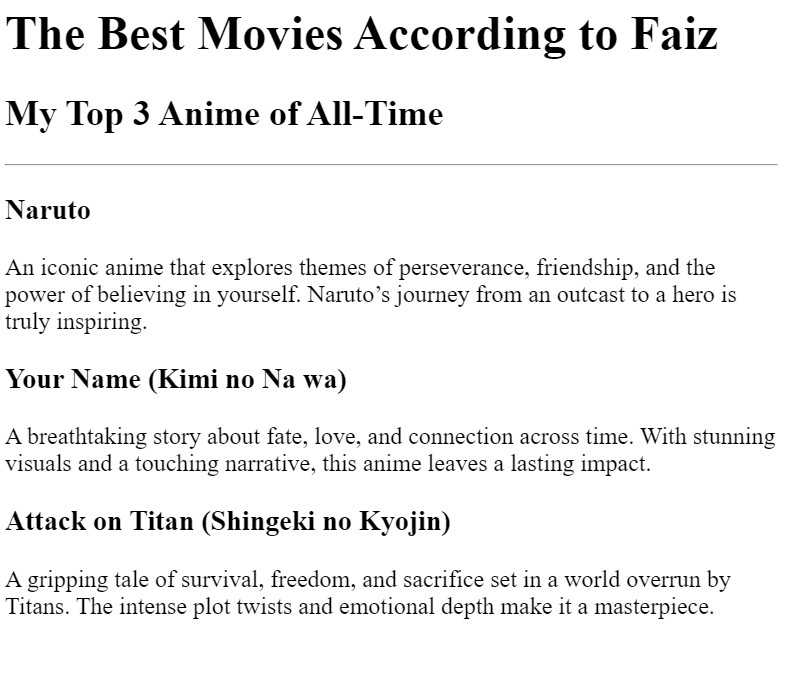 The Best Movies According to Faiz
My Top 3 Anime of All-Time
Naruto
An iconic anime that explores themes of perseverance, friendship, and the
power of believing in yourself. Naruto’s journey from an outcast to a hero is
truly inspiring.
Your Name (Kimi no Na wa)
A breathtaking story about fate, love, and connection across time. With stunning
visuals and a touching narrative, this anime leaves a lasting impact.
Attack on Titan (Shingeki no Kyojin)
A gripping tale of survival, freedom, and sacrifice set in a world overrun by
Titans. The intense plot twists and emotional depth make it a masterpiece.